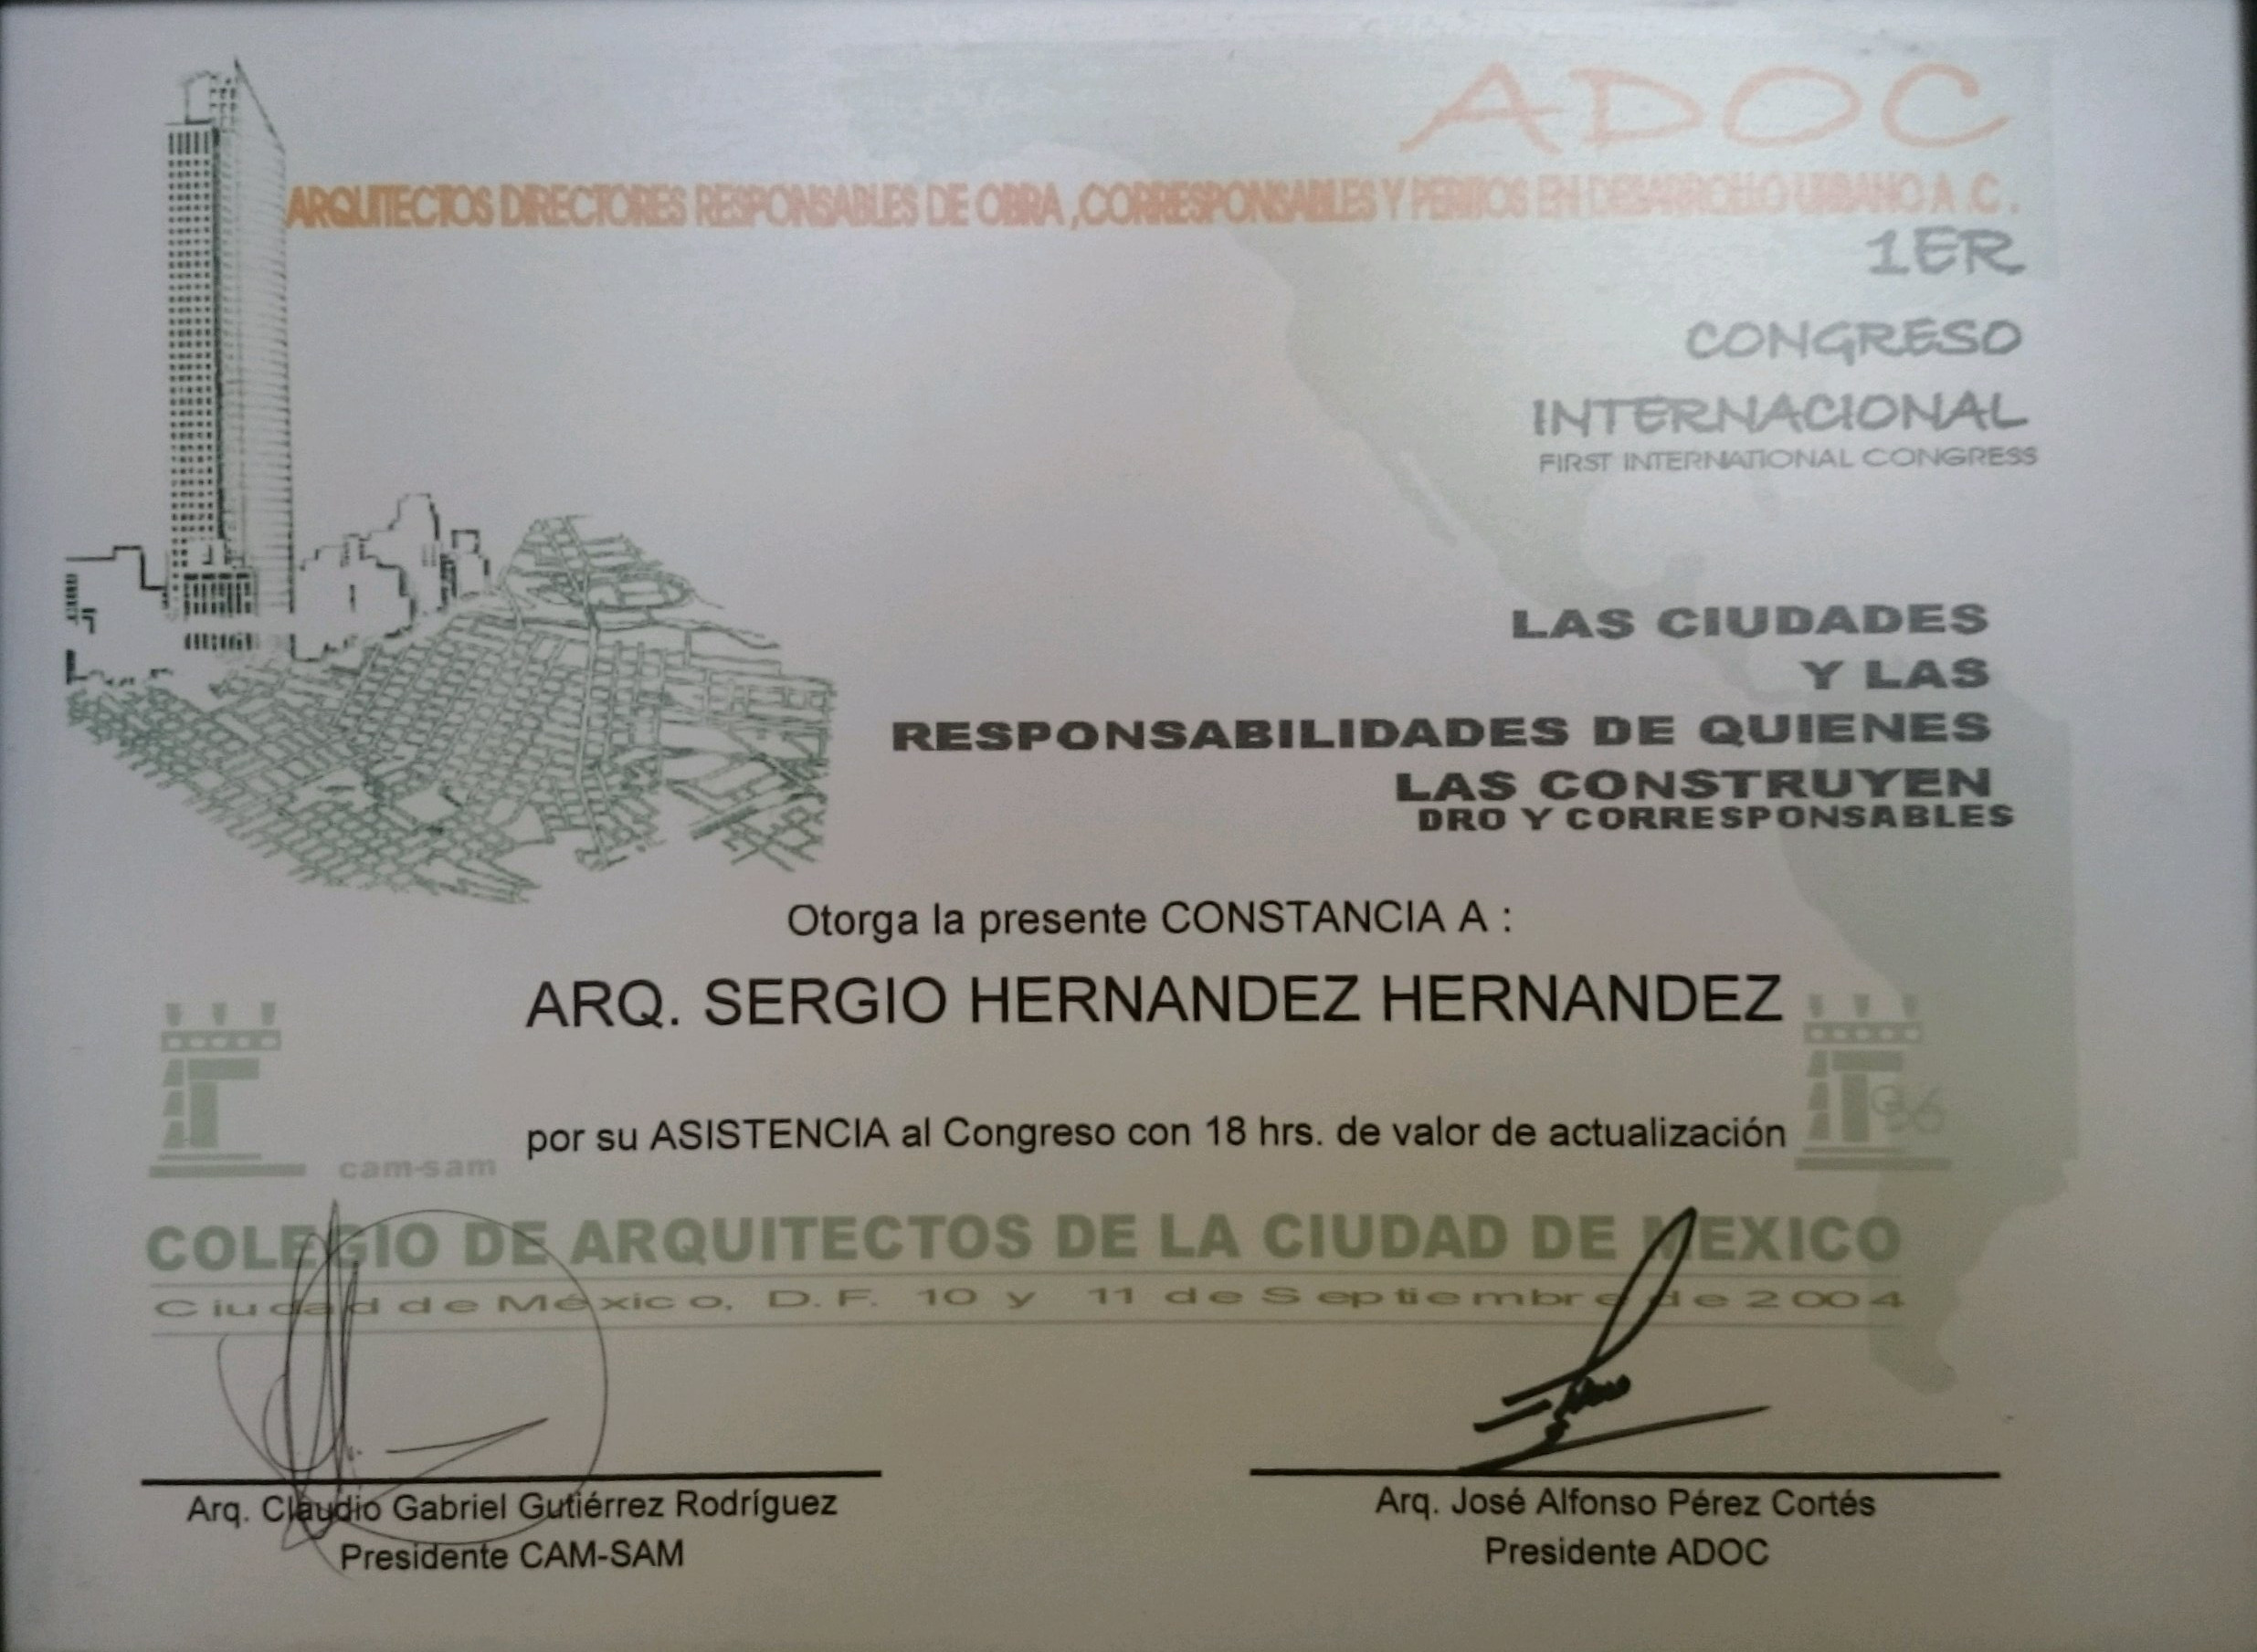 ADOC
ARQUITECTOS DIRECTORES RESPONSABLES DE OBRA ,CORRESPONSABLES Y PERITOS EN DESARROLLO URBANO A .C .
1ER
CONGRESO
INTERNACIONAL
FIRST INTERNATIONAL CONGRESS
LAS CIUDADES
Y LAS
RESPONSABILIDADES DE QUIENES
LAS CONSTRUYEN
DRO Y CORRESPONSABLES
Otorga la presente CONSTANCIA A :
ARQ. SERGIO HERNANDEZ HERNANDEZ
por su ASISTENCIA al Congreso con 18 hrs. de valor de actualización
cam-sam
COLEGIO DE ARQUITECTOS DE LA CIUDAD DE MEXICO
Ciudad de México, D.F. 10 y 11 de Septiembre de 2004
Arq. Claudio Gabriel Gutiérrez Rodríguez
Presidente CAM-SAM
Arq. José Alfonso Pérez Cortés
Presidente ADOC